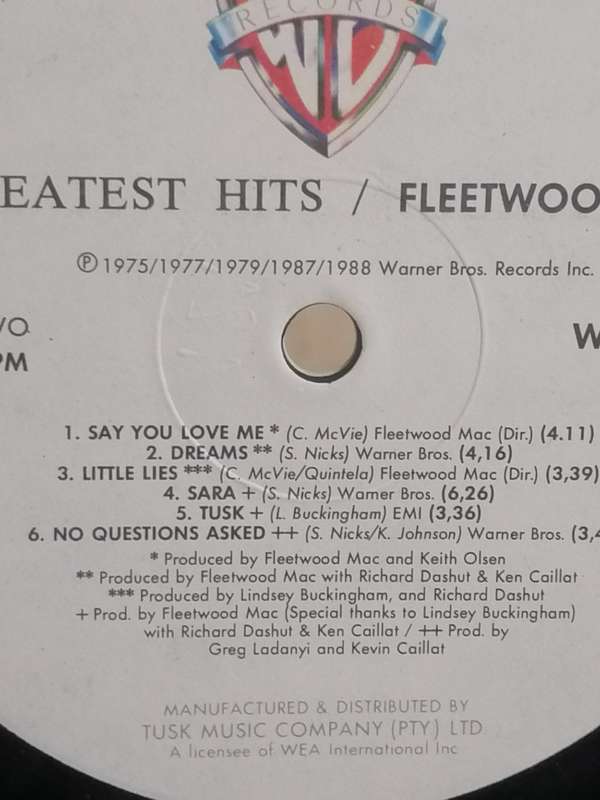 RECORDS
EATEST HITS / FLEETWOO
℗ 1975/1977/1979/1987/1988 Warner Bros. Records Inc.
/O
PM
W
1. SAY YOU LOVE ME * (C. McVie) Fleetwood Mac (Dir.) (4.11)
2. DREAMS ** (S. Nicks) Warner Bros. (4,16)
3. LITTLE LIES *** (C. McVie/Quintela) Fleetwood Mac (Dir.) (3,39)
4. SARA + (S. Nicks) Warner Bros. (6,26)
5. TUSK + (L. Buckingham) EMI (3,36)
6. NO QUESTIONS ASKED ++ (S. Nicks/K. Johnson) Warner Bros. (3,4
* Produced by Fleetwood Mac and Keith Olsen
** Produced by Fleetwood Mac with Richard Dashut & Ken Caillat
*** Produced by Lindsey Buckingham, and Richard Dashut
+ Prod. by Fleetwood Mac (Special thanks to Lindsey Buckingham)
with Richard Dashut & Ken Caillat / ++ Prod. by
Greg Ladanyi and Kevin Caillat
MANUFACTURED & DISTRIBUTED BY
TUSK MUSIC COMPANY (PTY) LTD
A licensee of WEA International Inc